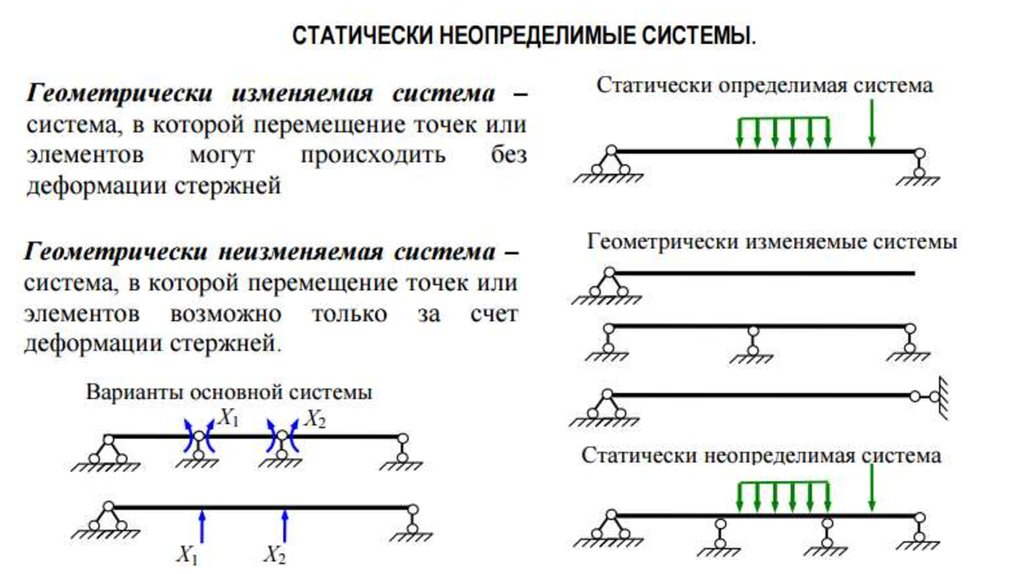 СТАТИЧЕСКИ НЕОПРЕДЕЛИМЫЕ СИСТЕМЫ.
Геометрически изменяемая система –
система, в которой перемещение точек или
элементов могут происходить без
деформации стержней
Геометрически неизменяемая система –
система, в которой перемещение точек или
элементов возможно только за счет
деформации стержней.
Варианты основной системы
X1 X2
X1 X2
Статически определимая система
Геометрически изменяемые системы
Статически неопределимая система